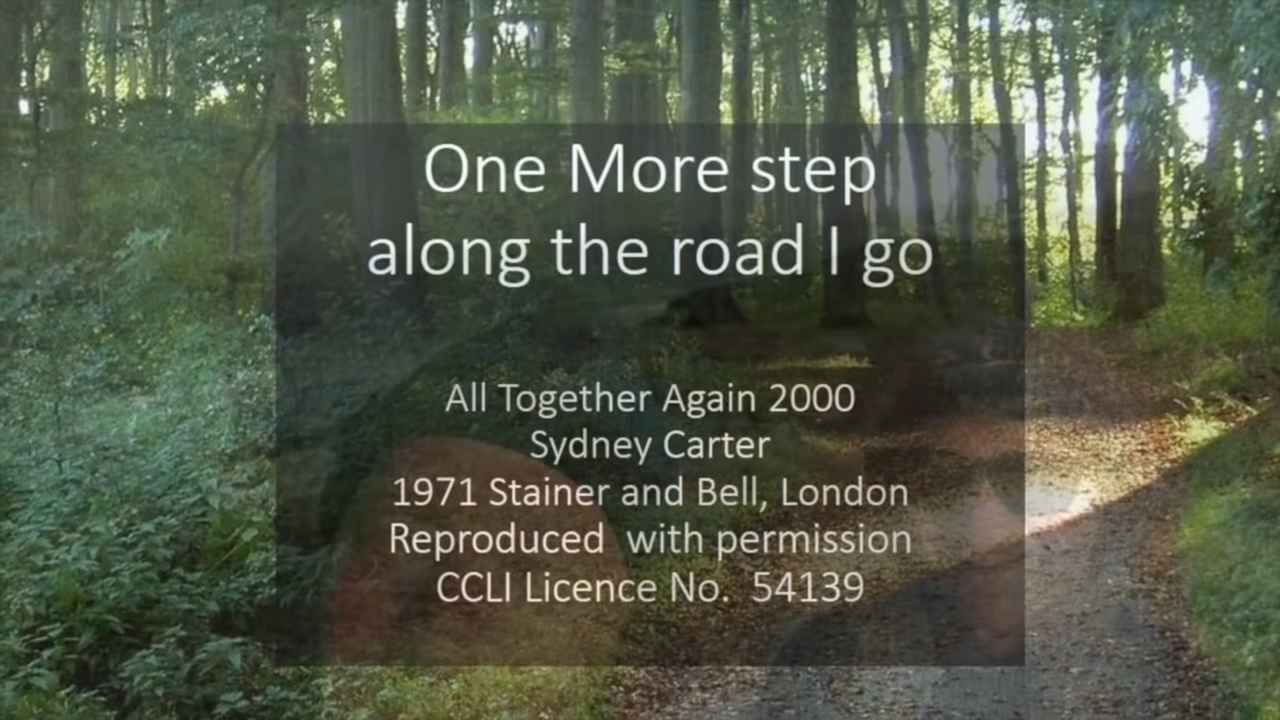 One More step
along the road I go
All Together Again 2000
Sydney Carter
1971 Stainer and Bell, London
Reproduced  with permission
CCLI Licence No.  54139